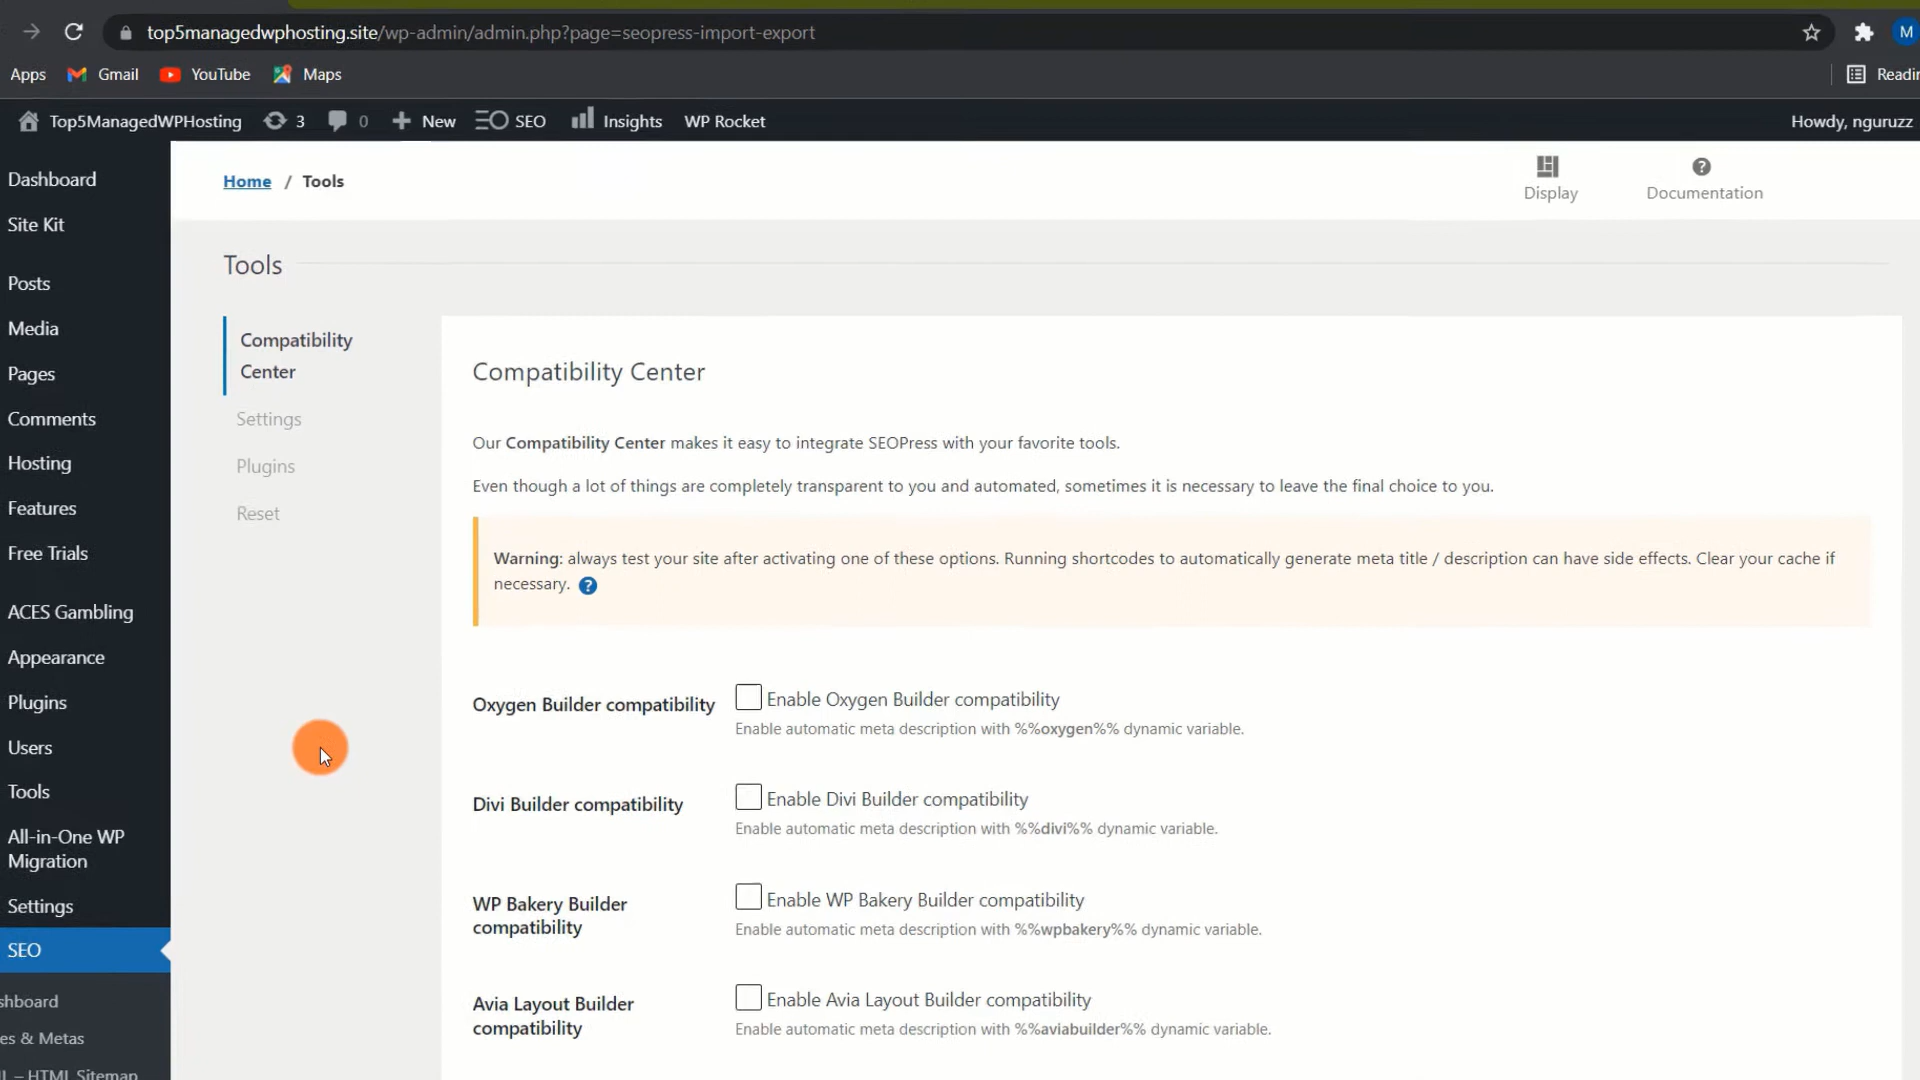 top5managedwphosting.site/wp-admin/admin.php?page=seopress-import-export
M
Apps Gmail YouTube Maps
Top5ManagedWPHosting 3 0 New SEO Insights WP Rocket Howdy, nguruzz
Dashboard
Site Kit
Posts
Media
Pages
Comments
Hosting
Features
Free Trials
ACES Gambling
Appearance
Plugins
Users
Tools
All-in-One WP
Migration
Settings
SEO
Home / Tools
Display
Documentation
Tools
Compatibility
Center
Settings
Plugins
Reset
Compatibility Center
Our Compatibility Center makes it easy to integrate SEOPress with your favorite tools.
Even though a lot of things are completely transparent to you and automated, sometimes it is necessary to leave the final choice to you.
Warning: always test your site after activating one of these options. Running shortcodes to automatically generate meta title / description can have side effects. Clear your cache if
necessary. ?
Oxygen Builder compatibility
Enable Oxygen Builder compatibility
Enable automatic meta description with %%oxygen%% dynamic variable.
Divi Builder compatibility
Enable Divi Builder compatibility
Enable automatic meta description with %%divi%% dynamic variable.
WP Bakery Builder
compatibility
Enable WP Bakery Builder compatibility
Enable automatic meta description with %%wpbakery%% dynamic variable.
Avia Layout Builder
compatibility
Enable Avia Layout Builder compatibility
Enable automatic meta description with %%aviabuilder%% dynamic variable.
& Metas
HTML Sitemap